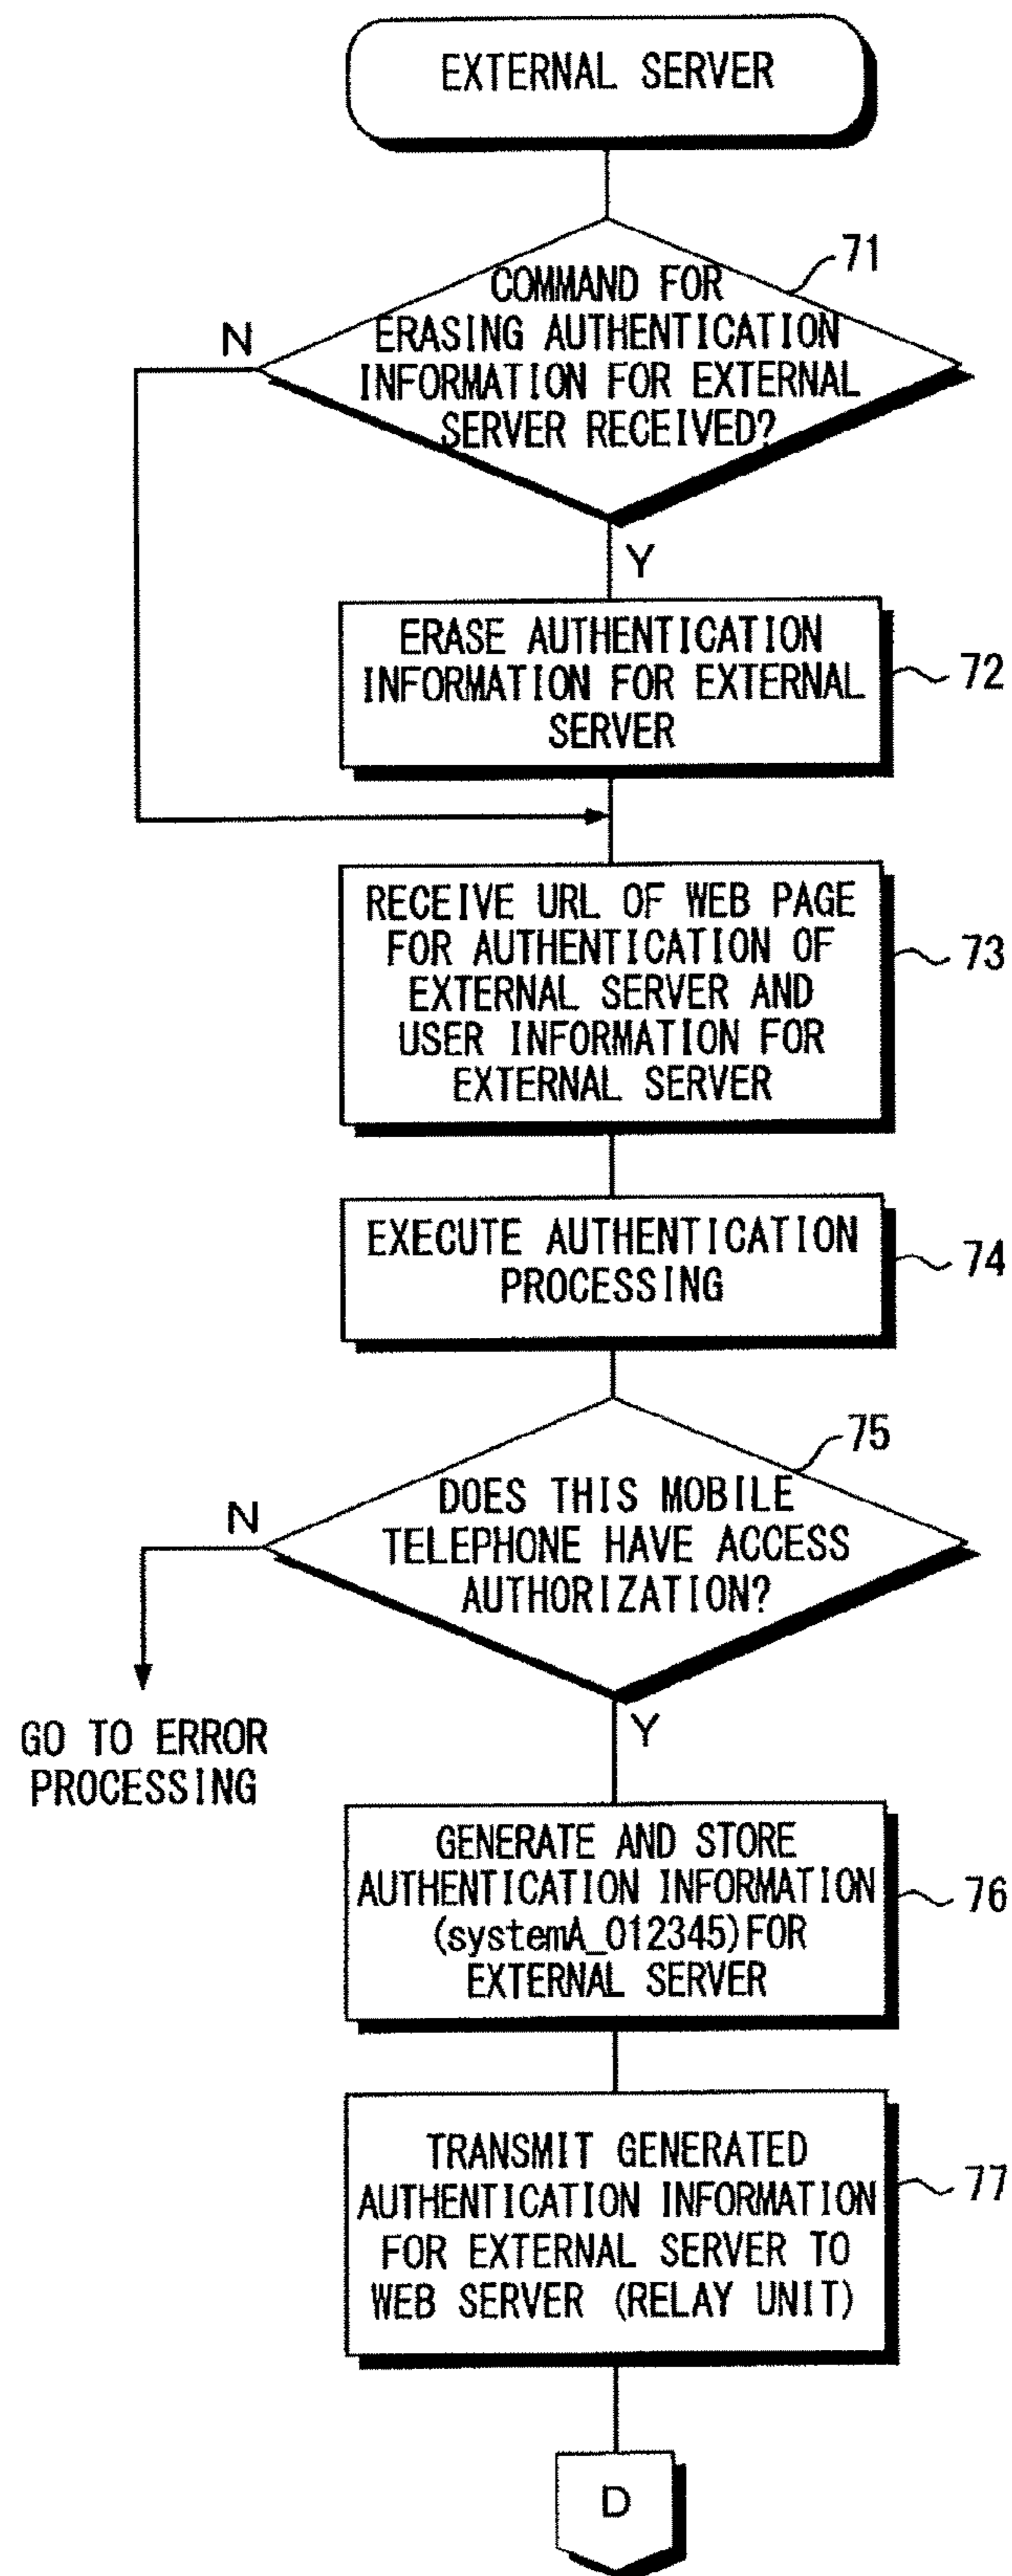 EXTERNAL SERVER
71
COMMAND FOR
ERASING AUTHENTICATION
INFORMATION FOR EXTERNAL
SERVER RECEIVED?
N
Y
ERASE AUTHENTICATION
INFORMATION FOR EXTERNAL
SERVER
72
RECEIVE URL OF WEB PAGE
FOR AUTHENTICATION OF
EXTERNAL SERVER AND
USER INFORMATION FOR
EXTERNAL SERVER
73
EXECUTE AUTHENTICATION
PROCESSING
74
75
DOES THIS MOBILE
TELEPHONE HAVE ACCESS
AUTHORIZATION?
N
GO TO ERROR
PROCESSING
Y
GENERATE AND STORE
AUTHENTICATION INFORMATION
(systemA_012345) FOR
EXTERNAL SERVER
76
TRANSMIT GENERATED
AUTHENTICATION INFORMATION
FOR EXTERNAL SERVER TO
WEB SERVER (RELAY UNIT)
77
D